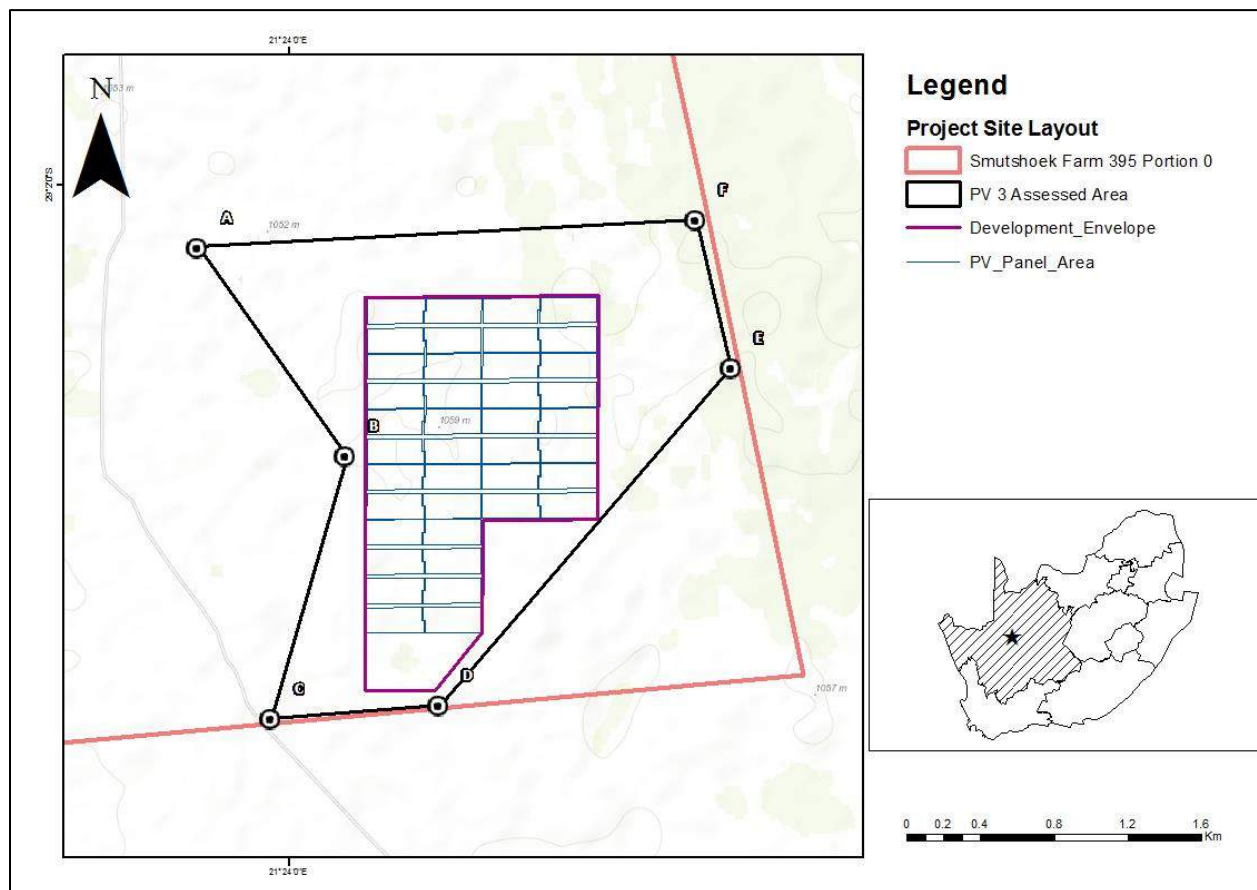 21°24'0"E
N
1053 m
29°20'S
A
1052 m
F
E
B
1059 m
C
D
1057 m
21°24'0"E
Legend
Project Site Layout
Smutshoek Farm 395 Portion 0
PV 3 Assessed Area
Development_Envelope
PV_Panel_Area
0 0.2 0.4 0.8 1.2 1.6
Km